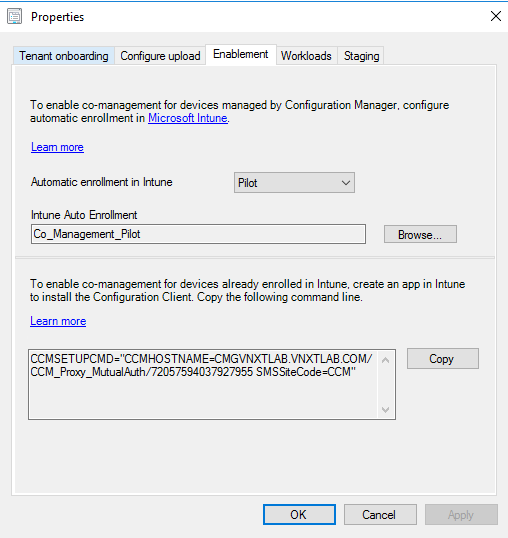 Properties
Tenant onboarding Configure upload Enablement Workloads Staging
To enable co-management for devices managed by Configuration Manager, configure
automatic enrollment in Microsoft Intune.
Learn more
Automatic enrollment in Intune Pilot
Intune Auto Enrollment
Co_Management_Pilot Browse...
To enable co-management for devices already enrolled in Intune, create an app in Intune
to install the Configuration Client. Copy the following command line.
Learn more
CCMSETUPCMD="CCMHOSTNAME=CMGVNXTLAB.VNXTLAB.COM/ Copy
CCM_Proxy_MutualAuth/72057594037927955 SMSSiteCode=CCM"
OK Cancel Apply